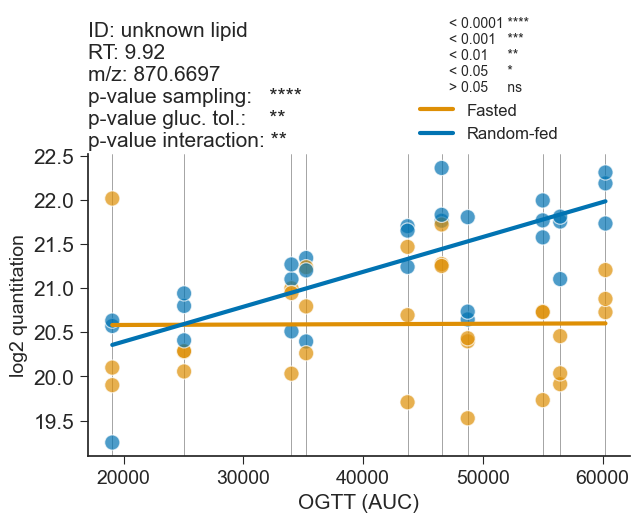 ID: unknown lipid
RT: 9.92
m/z: 870.6697
p-value sampling: ****
p-value gluc. tol.: **
p-value interaction: **
< 0.0001 ****
< 0.001 ***
< 0.01 **
< 0.05 *
> 0.05 ns
Fasted
Random-fed
22.5
22.0
21.5
21.0
20.5
20.0
19.5
log2 quantitation
20000 30000 40000 50000 60000
OGTT (AUC)